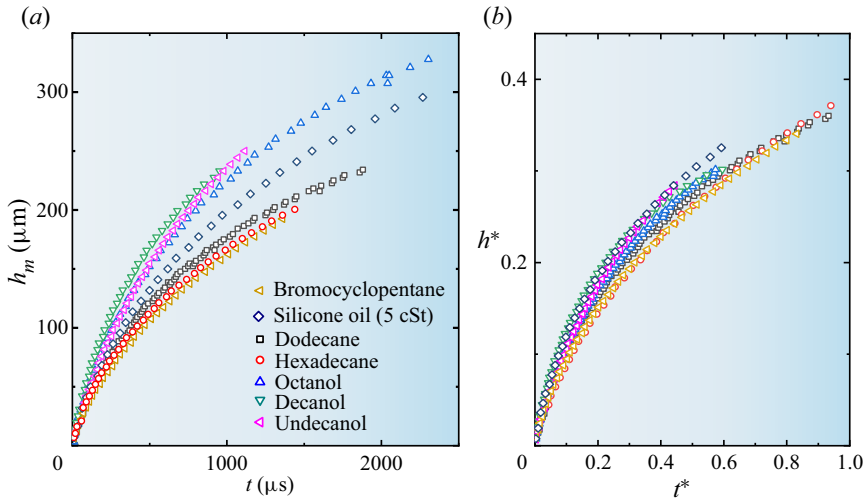 (a)
(b)
300
200
100
0
h_m (μm)
0
1000
2000
t (μs)
Bromocyclopentane
Silicone oil (5 cSt)
Dodecane
Hexadecane
Octanol
Decanol
Undecanol
0.4
0.2
h*
0
0.2
0.4
0.6
0.8
1.0
t*